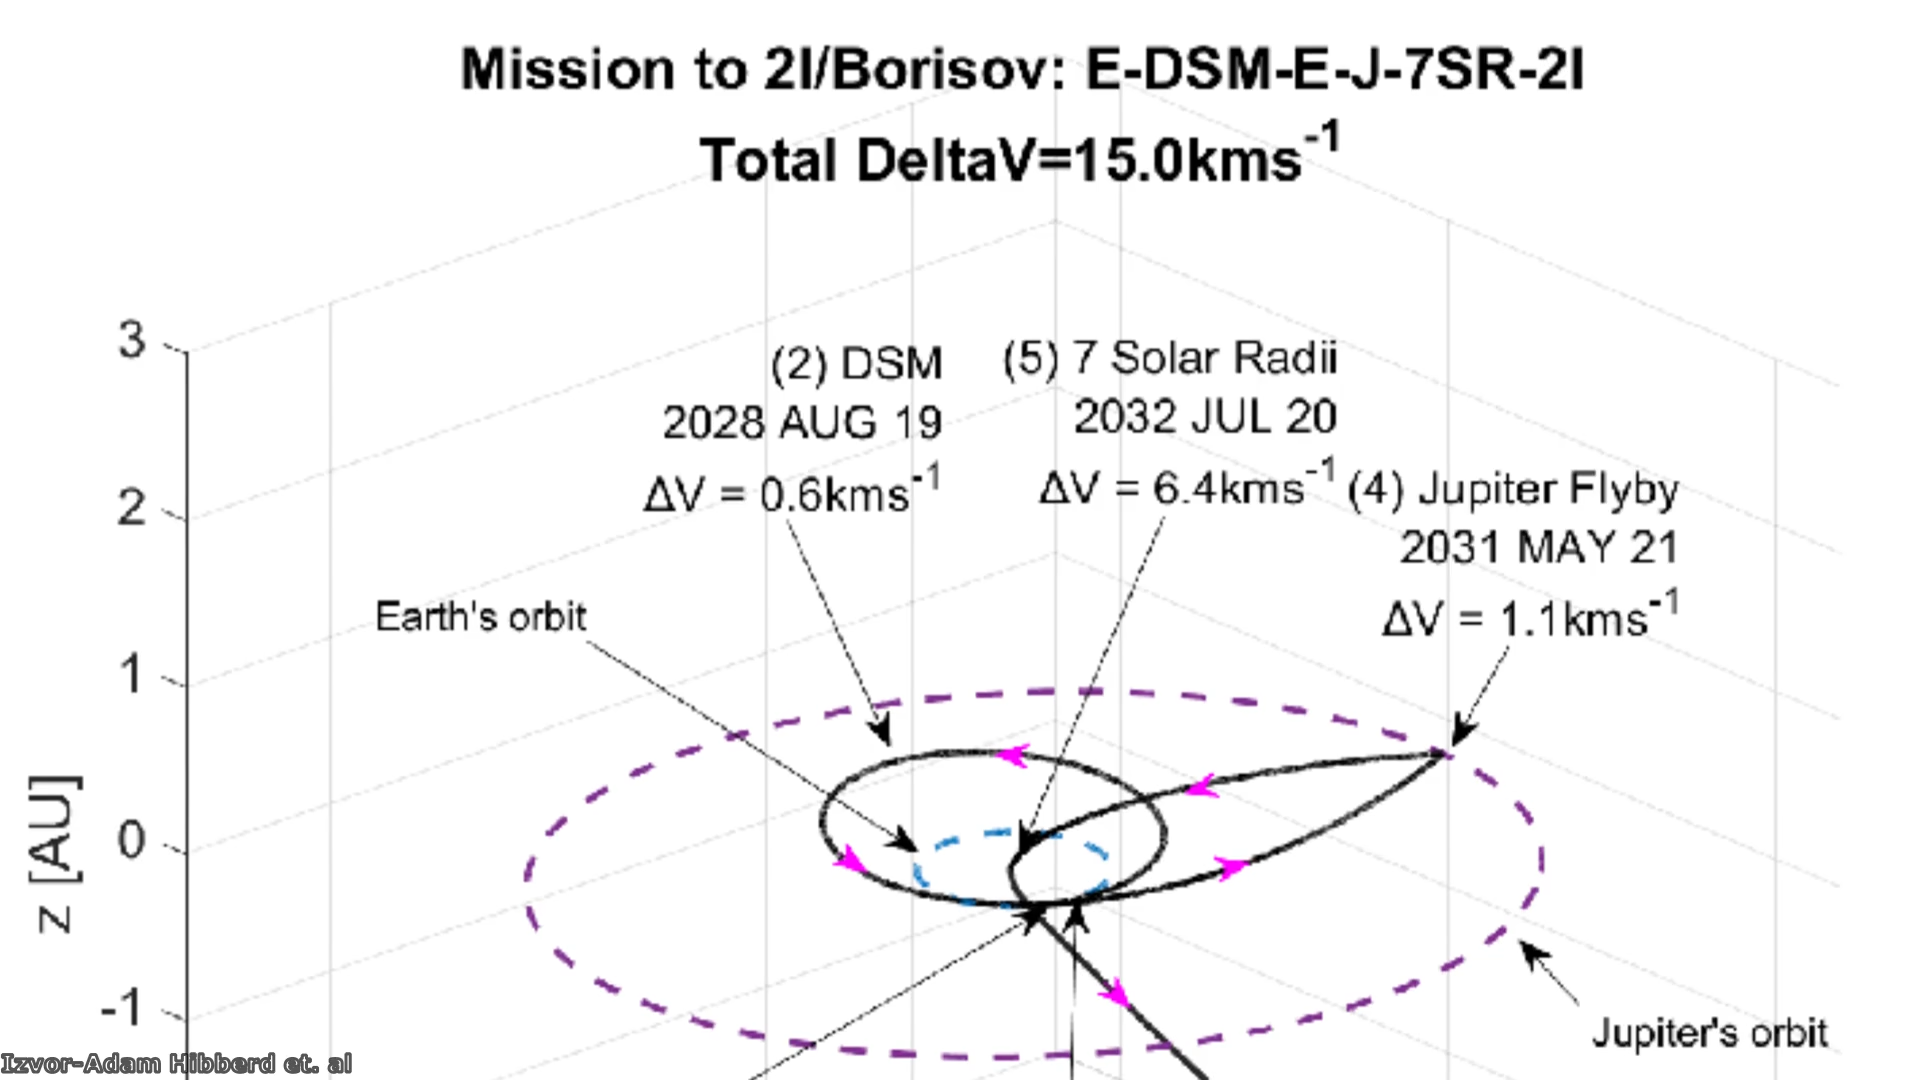 Mission to 2I/Borisov: E-DSM-E-J-7SR-2I
Total DeltaV=15.0kms-1
(2) DSM
2028 AUG 19
ΔV = 0.6kms-1
(5) 7 Solar Radii
2032 JUL 20
ΔV = 6.4kms-1
(4) Jupiter Flyby
2031 MAY 21
ΔV = 1.1kms-1
Earth's orbit
3
2
1
0
-1
z [AU]
Jupiter's orbit
Izvor-Adam Hibberd et. al